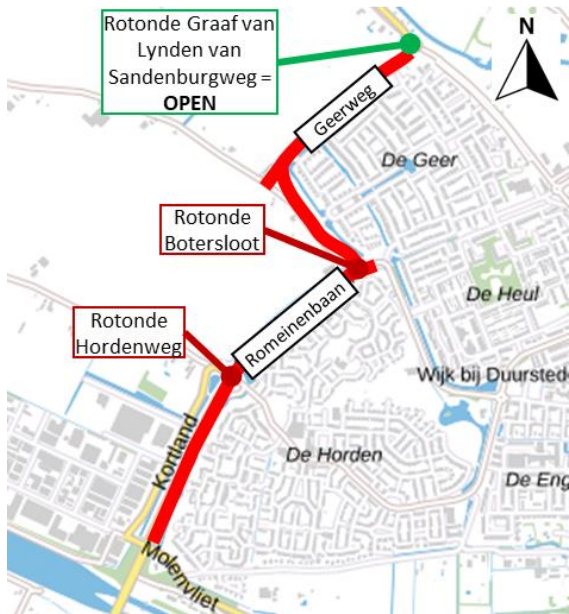 Rotonde Graaf van
Lynden van
Sandenburgweg =
OPEN
N
Geerweg
De Geer
Rotonde
Botersloot
De Heul
Romeinenbaan
Rotonde
Hordenweg
Wijk bij Duurstede
Kortland
De Horden
De Eng
Molenvliet